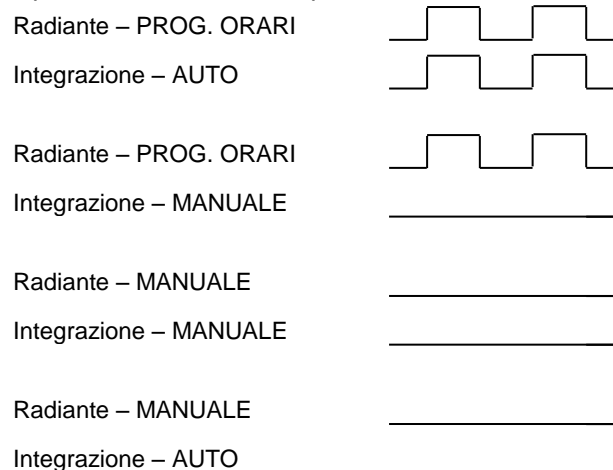 Radiante – PROG. ORARI
Integrazione – AUTO
Radiante – PROG. ORARI
Integrazione – MANUALE
Radiante – MANUALE
Integrazione – MANUALE
Radiante – MANUALE
Integrazione – AUTO